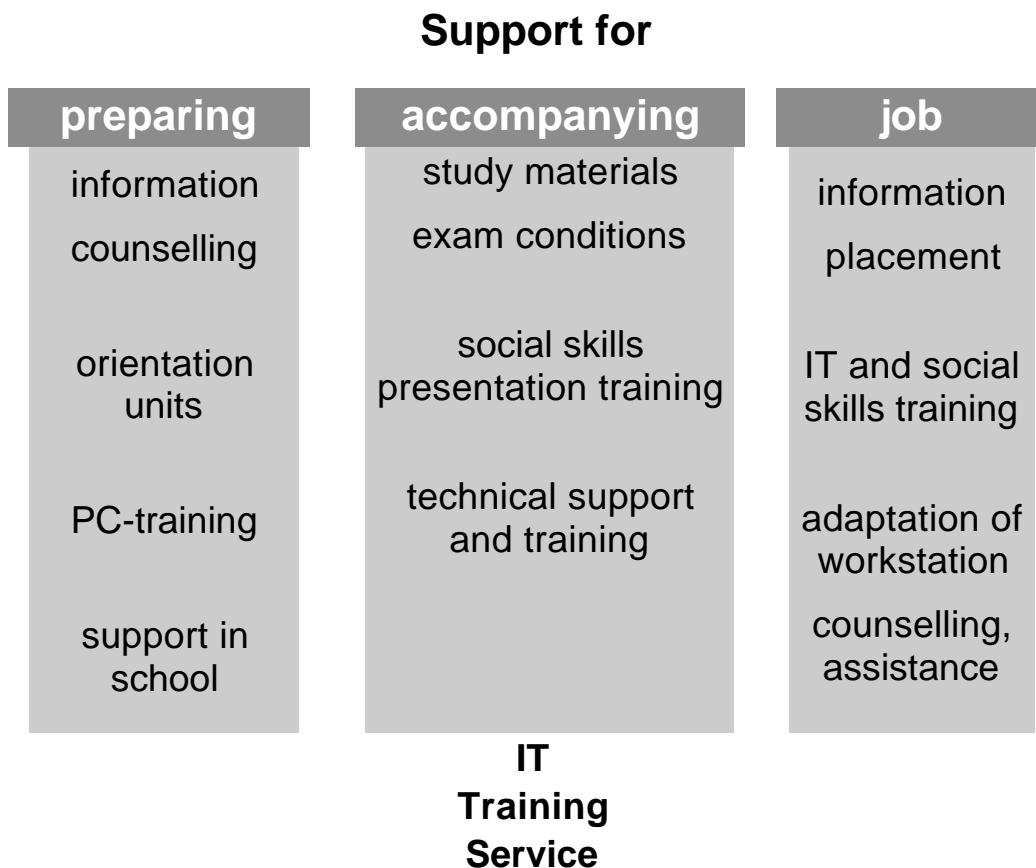 Support for
preparing
information
counselling
orientation
units
PC-training
support in
school
accompanying
study materials
exam conditions
social skills
presentation training
technical support
and training
job
information
placement
IT and social
skills training
adaptation of
workstation
counselling,
assistance
IT
Training
Service